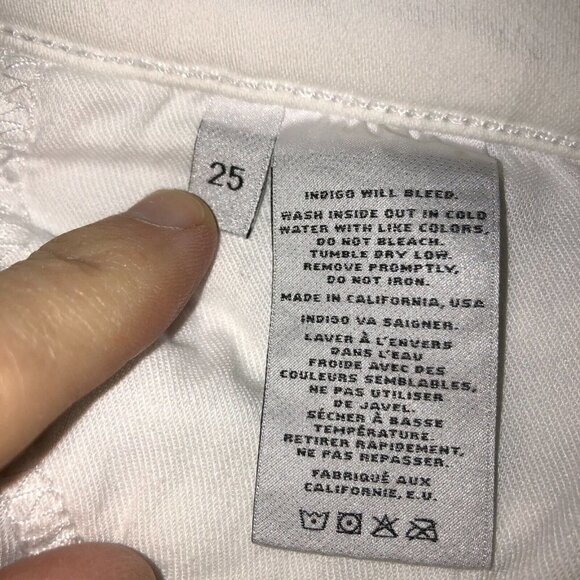 25
INDIGO WILL BLEED.
WASH INSIDE OUT IN COLD
WATER WITH LIKE COLORS.
DO NOT BLEACH.
TUMBLE DRY LOW.
REMOVE PROMPTLY,
DO NOT IRON.
MADE IN CALIFORNIA, USA
INDIGO VA SAIGNER.
LAVER À L'ENVERS
DANS L'EAU
FROIDE AVEC DES
COULEURS SEMBLABLES,
NE PAS UTILISER
DE JAVEL.
SÉCHER À BASSE
TEMPÉRATURE.
RETIRER RAPIDEMENT,
NE PAS REPASSER.
FABRIQUÉ AUX
CALIFORNIE, E.U.